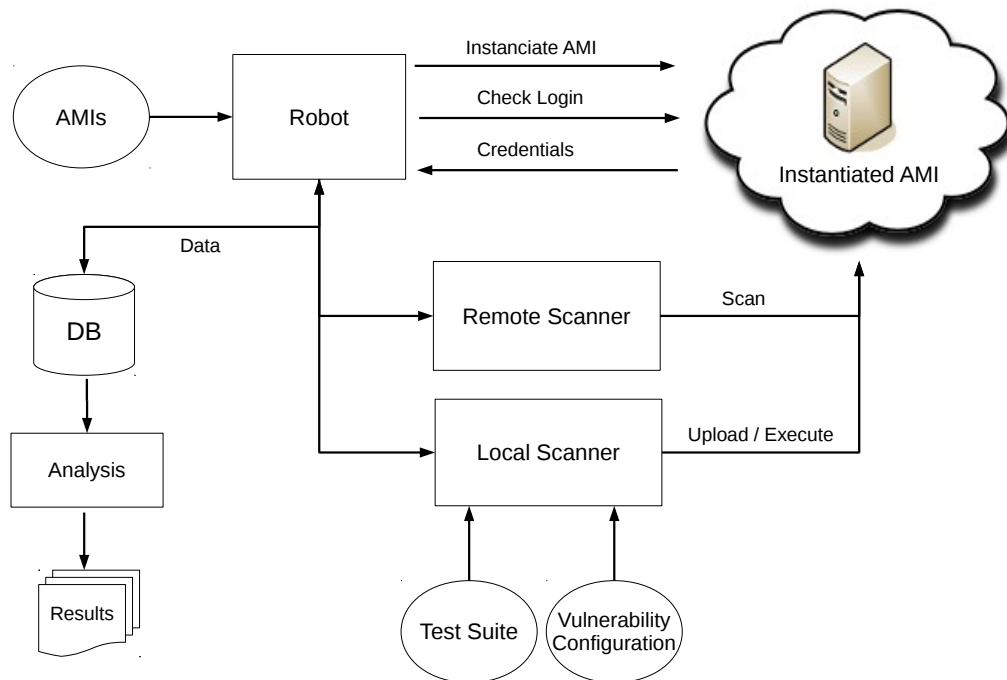 Instanciate AMI
AMIs
Robot
Check Login
Credentials
Instantiated AMI
Data
DB
Remote Scanner
Scan
Analysis
Local Scanner
Upload / Execute
Results
Test Suite
Vulnerability
Configuration